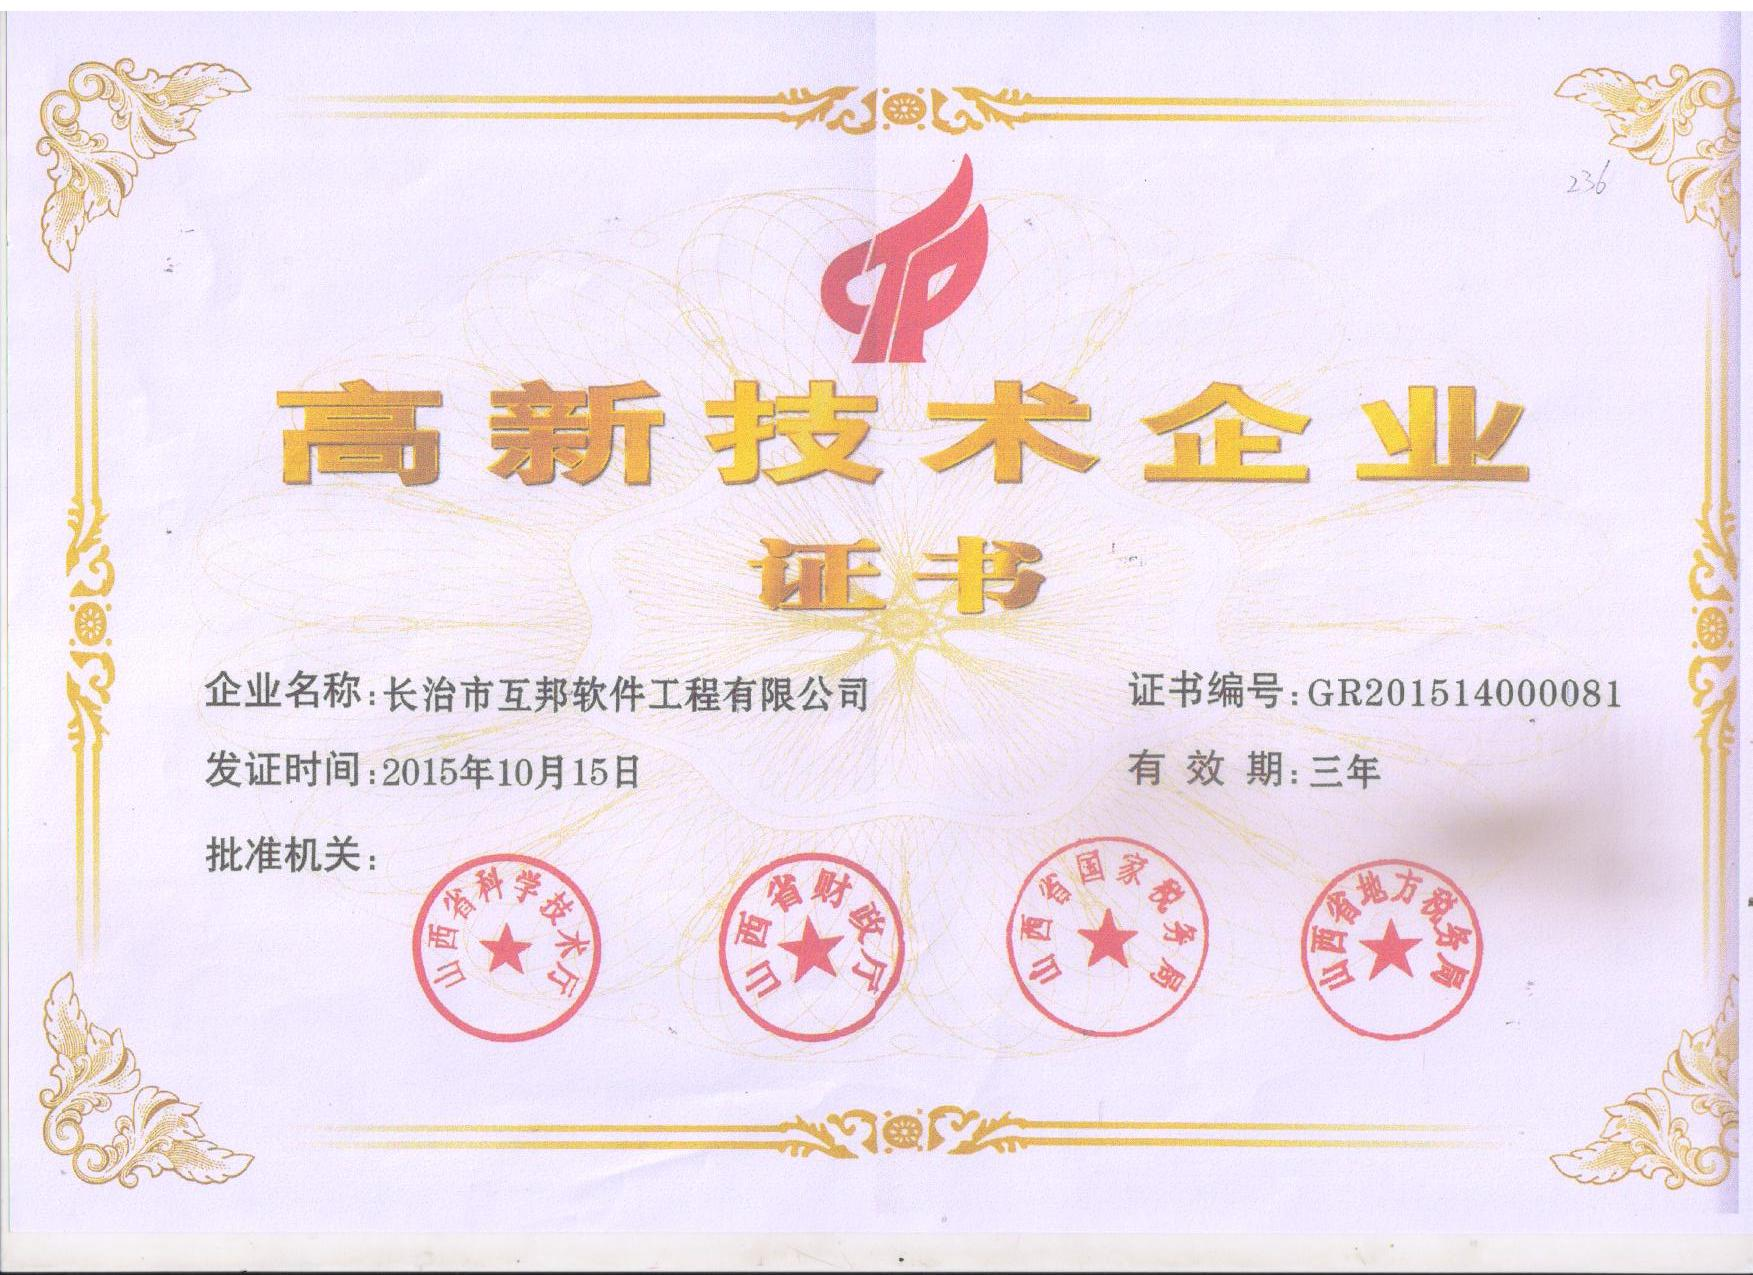 236
高新技术企业
证书
企业名称:长治市互邦软件工程有限公司
证书编号:GR201514000081
发证时间:2015年10月15日
有 效 期:三年
批准机关:
山西省科学技术厅
山西省财政厅
山西省国家税务局
山西省地方税务局